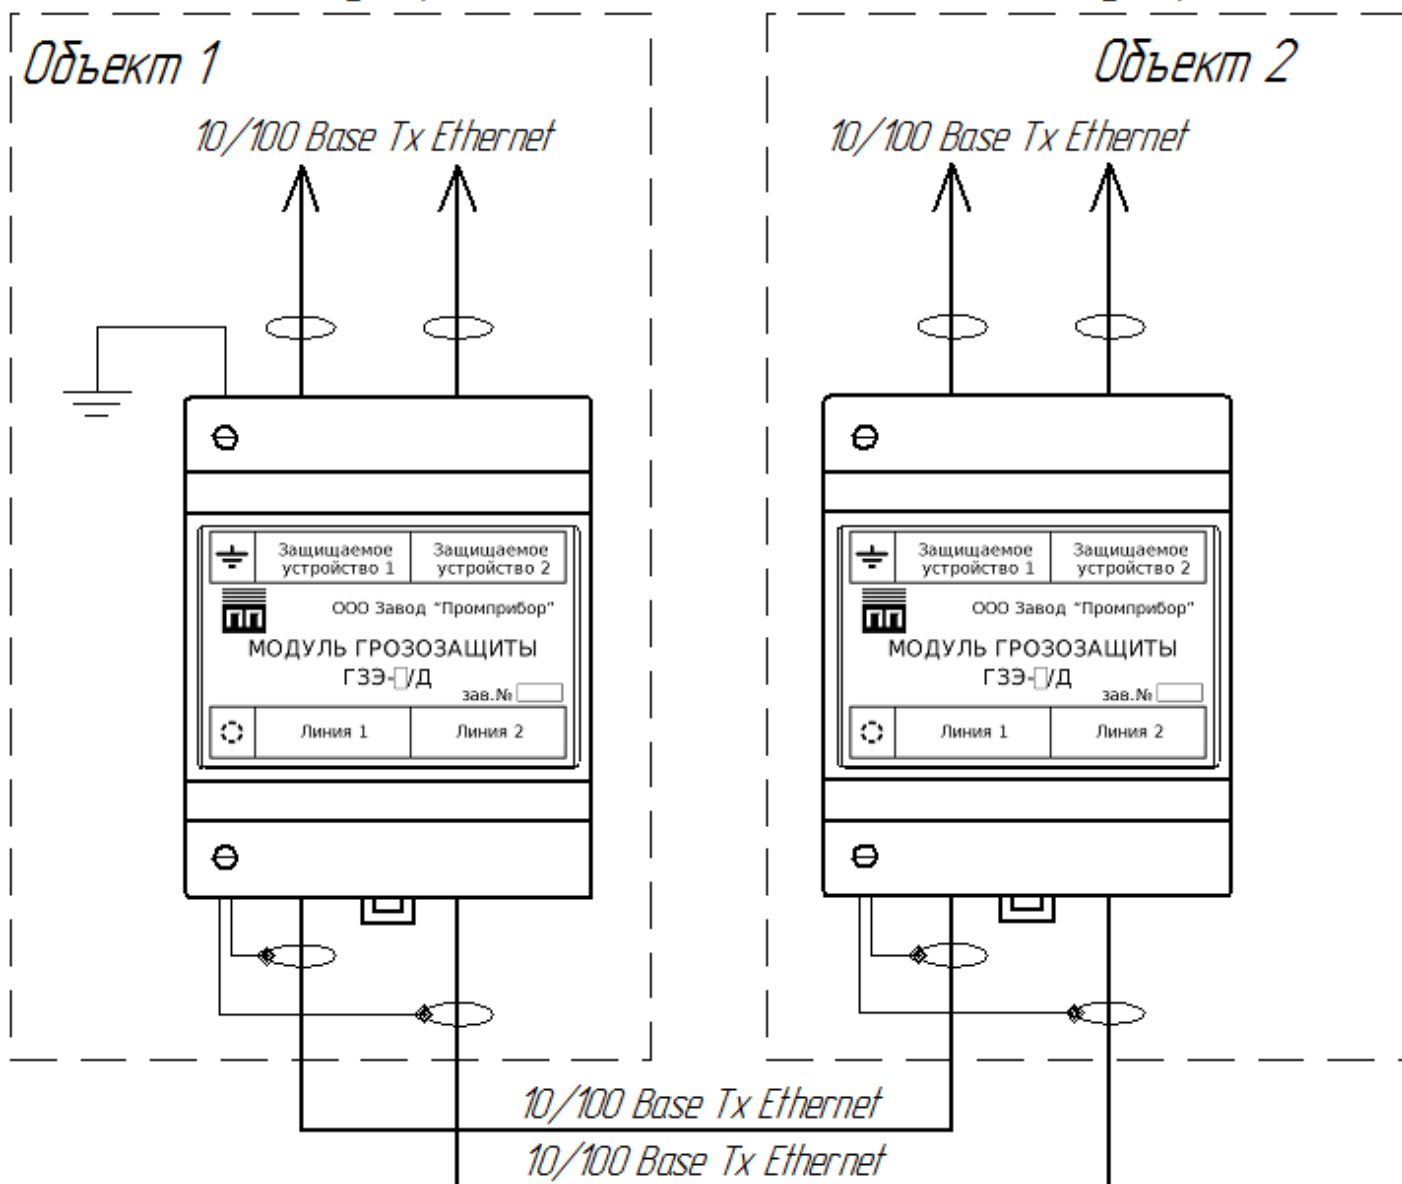 Объект 1
Объект 2
10/100 Base Tx Ethernet
10/100 Base Tx Ethernet
Защищаемое
устройство 1
Защищаемое
устройство 2
ООО Завод “Промприбор”
МОДУЛЬ ГРОЗОЗАЩИТЫ
ГЗЭ-□/Д
зав.№
Линия 1
Линия 2
Защищаемое
устройство 1
Защищаемое
устройство 2
ООО Завод “Промприбор”
МОДУЛЬ ГРОЗОЗАЩИТЫ
ГЗЭ-□/Д
зав.№
Линия 1
Линия 2
10/100 Base Tx Ethernet
10/100 Base Tx Ethernet